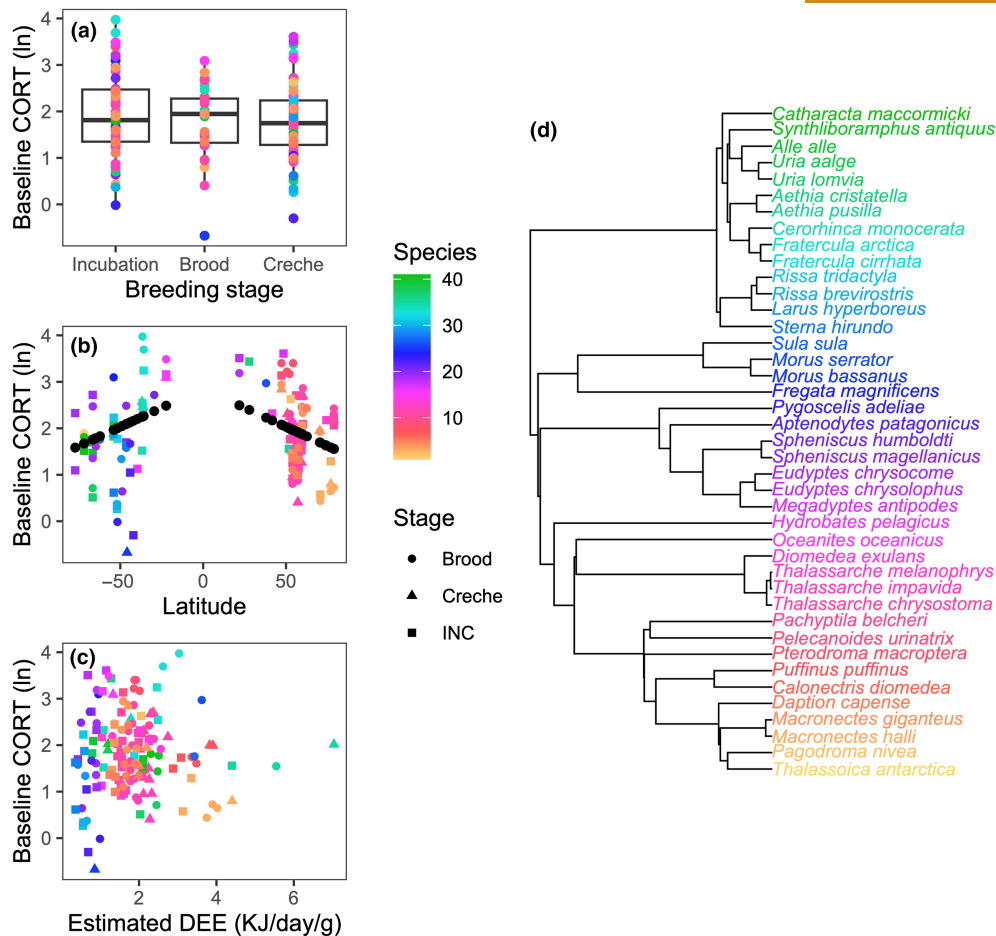 (a)
Baseline CORT (ln)
4
3
2
1
0
Incubation Brood Creche
Breeding stage
(b)
Baseline CORT (ln)
4
3
2
1
0
−50 0 50
Latitude
(c)
Baseline CORT (ln)
4
3
2
1
0
2 4 6
Estimated DEE (KJ/day/g)
Species
40
30
20
10
Stage
Brood
Creche
INC
(d)
Catharacta maccormicki
Synthliboramphus antiquus
Alle alle
Uria aalge
Uria lomvia
Aethia cristatella
Aethia pusilla
Cerorhinca monocerata
Fratercula arctica
Fratercula cirrhata
Rissa tridactyla
Rissa brevirostris
Larus hyperboreus
Sterna hirundo
Sula sula
Morus serrator
Morus bassanus
Fregata magnificens
Pygoscelis adeliae
Aptenodytes patagonicus
Spheniscus humboldti
Spheniscus magellanicus
Eudyptes chrysocome
Eudyptes chrysolophus
Megadyptes antipodes
Hydrobates pelagicus
Oceanites oceanicus
Diomedea exulans
Thalassarche melanophrys
Thalassarche impavida
Thalassarche chrysostoma
Pachyptila belcheri
Pelecanoides urinatrix
Pterodroma macroptera
Puffinus puffinus
Calonectris diomedea
Daption capense
Macronectes giganteus
Macronectes halli
Pagodroma nivea
Thalassoica antarctica